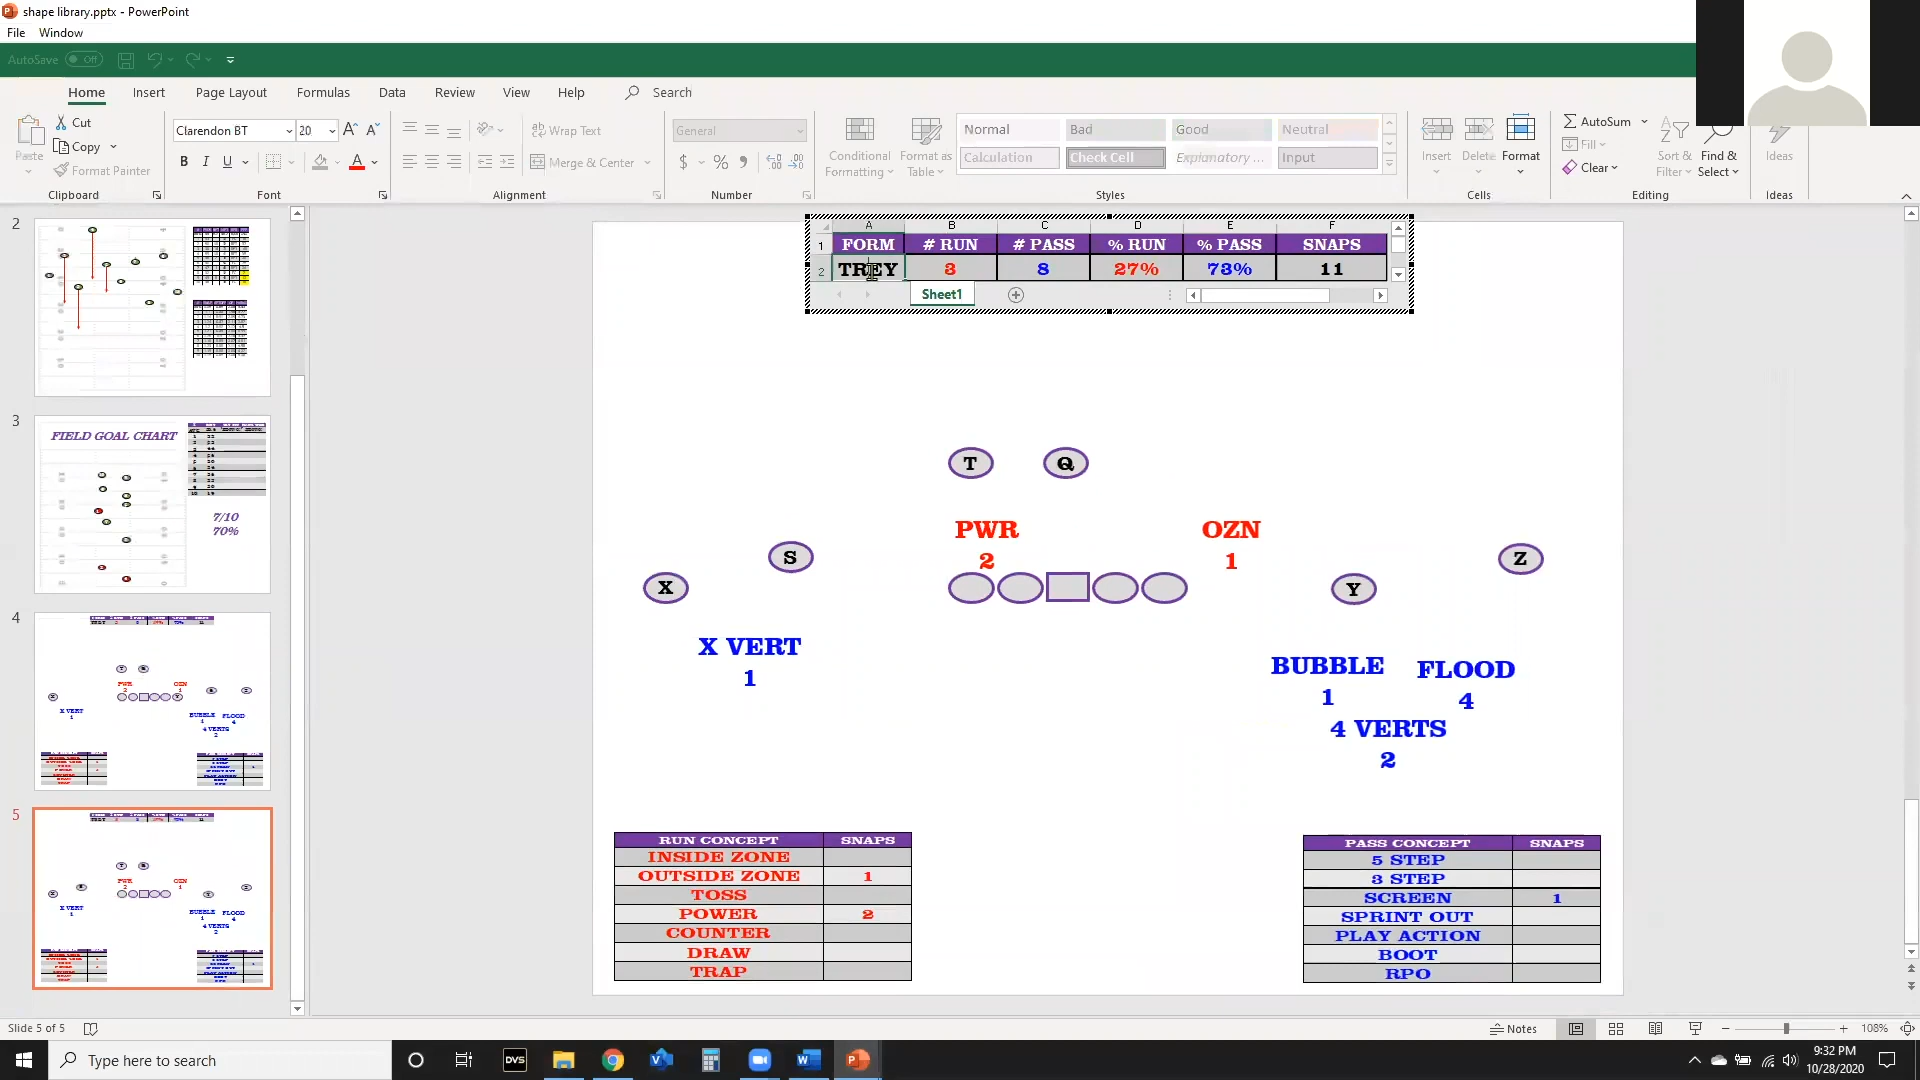 shape library.pptx - PowerPoint
File Window
AutoSave Off
Home Insert Page Layout Formulas Data Review View Help Search
Paste Cut Copy Format Painter
Clarendon BT 20
B I U
Wrap Text
Merge & Center
General
$ % 9
Conditional Formatting
Format as Table
Normal Bad Good Neutral
Calculation Check Cell Explanatory ... Input
Insert Delete Format
AutoSum
Fill
Clear
Sort & Filter
Find & Select
Ideas
Clipboard Font Alignment Number Styles Cells Editing Ideas
2
3
FIELD GOAL CHART
7/10
70%
4
5
A B C D E F
1 FORM # RUN # PASS % RUN % PASS SNAPS
2 TREY 3 8 27% 73% 11
Sheet1
T Q
PWR
2
OZN
1
S
X
Z
Y
X VERT
1
BUBBLE
1
FLOOD
4
4 VERTS
2
RUN CONCEPT SNAPS
INSIDE ZONE
OUTSIDE ZONE 1
TOSS
POWER 2
COUNTER
DRAW
TRAP
PASS CONCEPT SNAPS
5 STEP
3 STEP
SCREEN 1
SPRINT OUT
PLAY ACTION
BOOT
RPO
Slide 5 of 5
Notes
108%
Type here to search
DVS
9:32 PM
10/28/2020